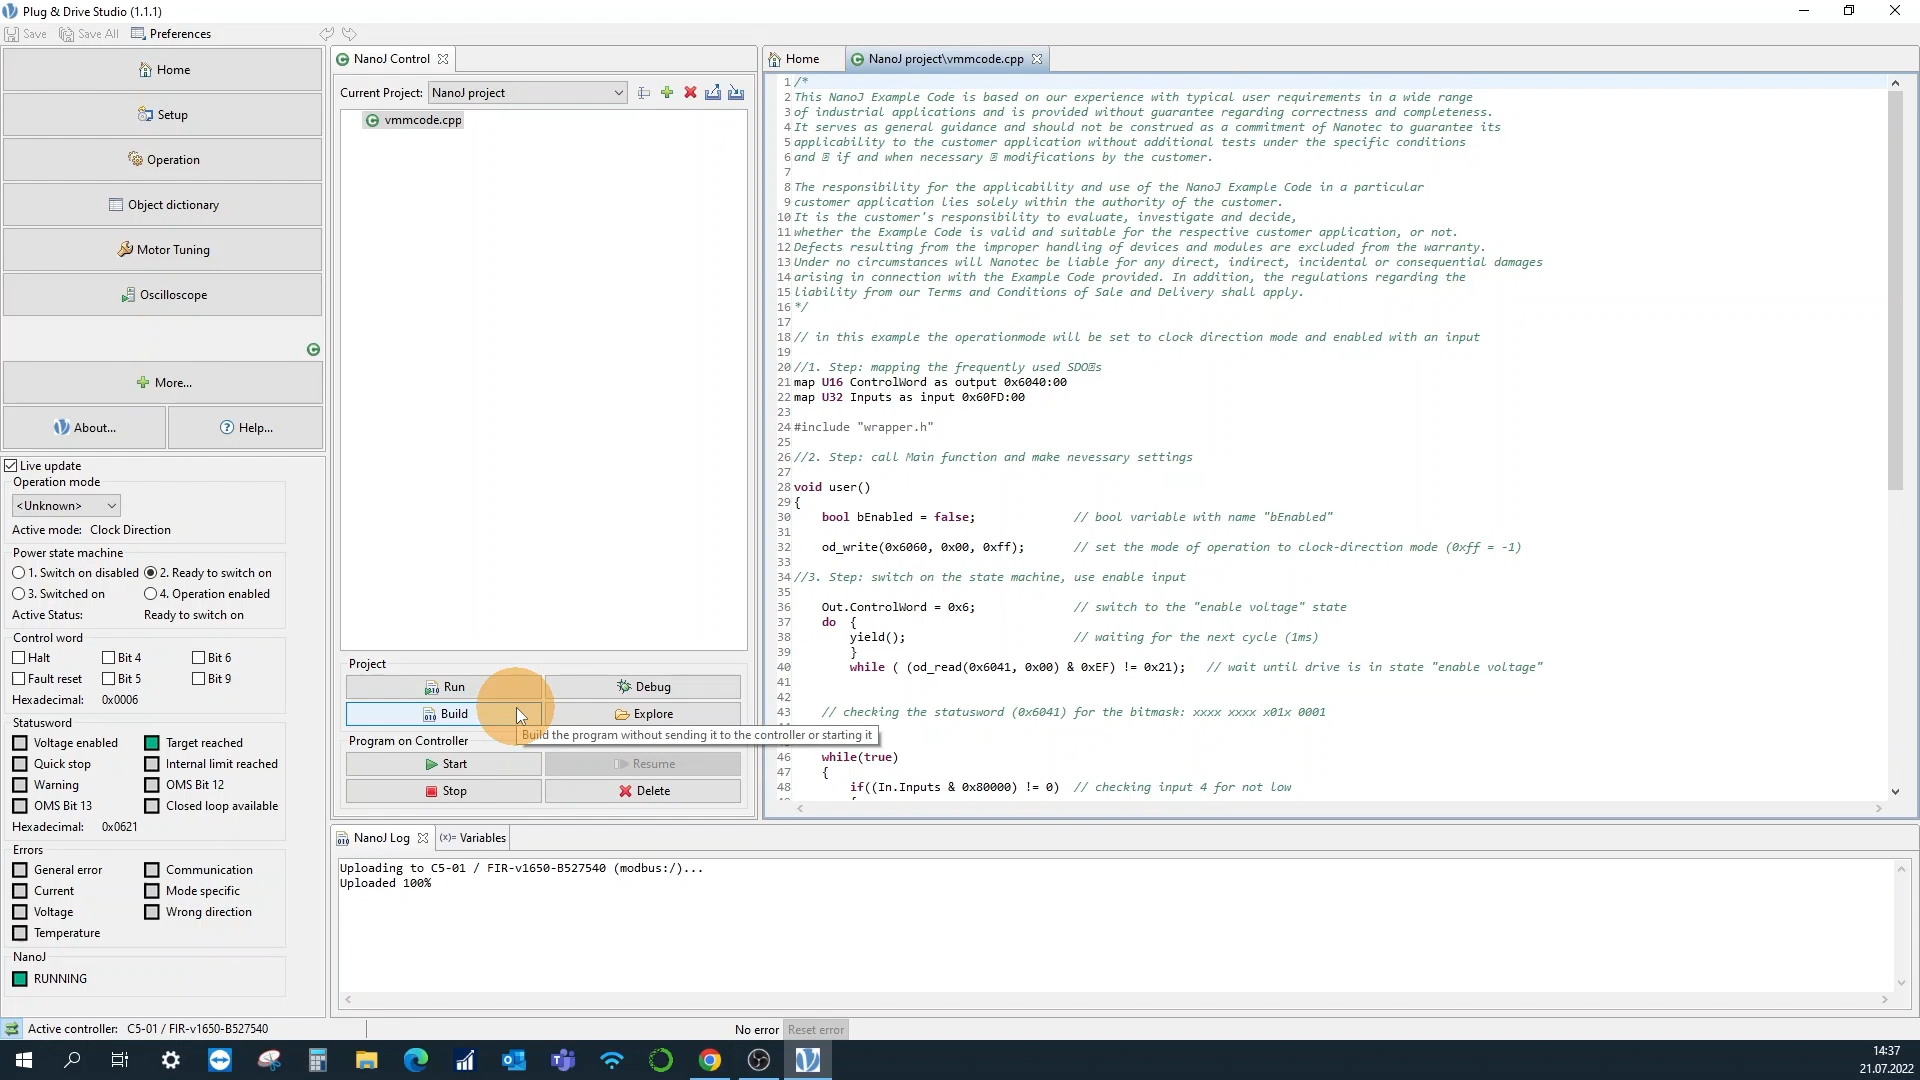 Plug & Drive Studio (1.1.1)
Save Save All Preferences
Home
Setup
Operation
Object dictionary
Motor Tuning
Oscilloscope
More...
About... Help...
Live update
Operation mode
<Unknown>
Active mode: Clock Direction
Power state machine
1. Switch on disabled 2. Ready to switch on
3. Switched on 4. Operation enabled
Active Status: Ready to switch on
Control word
Halt Bit 4 Bit 6
Fault reset Bit 5 Bit 9
Hexadecimal: 0x0006
Statusword
Voltage enabled Target reached
Quick stop Internal limit reached
Warning OMS Bit 12
OMS Bit 13 Closed loop available
Hexadecimal: 0x0621
Errors
General error Communication
Current Mode specific
Voltage Wrong direction
Temperature
NanoJ
RUNNING
NanoJ Control
Current Project: NanoJ project
vmmcode.cpp
Project
Run Debug
Build Explore
Build the program without sending it to the controller or starting it
Program on Controller
Start Resume
Stop Delete
Home NanoJ project\vmmcode.cpp
1 /*
2 This NanoJ Example Code is based on our experience with typical user requirements in a wide range
3 of industrial applications and is provided without guarantee regarding correctness and completeness.
4 It serves as general guidance and should not be construed as a commitment of Nanotec to guarantee its
5 applicability to the customer application without additional tests under the specific conditions
6 and � if and when necessary � modifications by the customer.
7
8 The responsibility for the applicability and use of the NanoJ Example Code in a particular
9 customer application lies solely within the authority of the customer.
10 It is the customer's responsibility to evaluate, investigate and decide,
11 whether the Example Code is valid and suitable for the respective customer application, or not.
12 Defects resulting from the improper handling of devices and modules are excluded from the warranty.
13 Under no circumstances will Nanotec be liable for any direct, indirect, incidental or consequential damages
14 arising in connection with the Example Code provided. In addition, the regulations regarding the
15 liability from our Terms and Conditions of Sale and Delivery shall apply.
16 */
17
18 // in this example the operationmode will be set to clock direction mode and enabled with an input
19
20 //1. Step: mapping the frequently used SDO�s
21 map U16 ControlWord as output 0x6040:00
22 map U32 Inputs as input 0x60FD:00
23
24 #include "wrapper.h"
25
26 //2. Step: call Main function and make nevessary settings
27
28 void user()
29 {
30 bool bEnabled = false; // bool variable with name "bEnabled"
31
32 od_write(0x6060, 0x00, 0xff); // set the mode of operation to clock-direction mode (0xff = -1)
33
34 //3. Step: switch on the state machine, use enable input
35
36 Out.ControlWord = 0x6; // switch to the "enable voltage" state
37 do {
38 yield(); // waiting for the next cycle (1ms)
39 }
40 while ( (od_read(0x6041, 0x00) & 0xEF) != 0x21); // wait until drive is in state "enable voltage"
41
42
43 // checking the statusword (0x6041) for the bitmask: xxxx xxxx x01x 0001
46 while(true)
47 {
48 if((In.Inputs & 0x80000) != 0) // checking input 4 for not low
NanoJ Log (x)= Variables
Uploading to C5-01 / FIR-v1650-B527540 (modbus:/)...
Uploaded 100%
Active controller: C5-01 / FIR-v1650-B527540
No error Reset error
14:37
21.07.2022